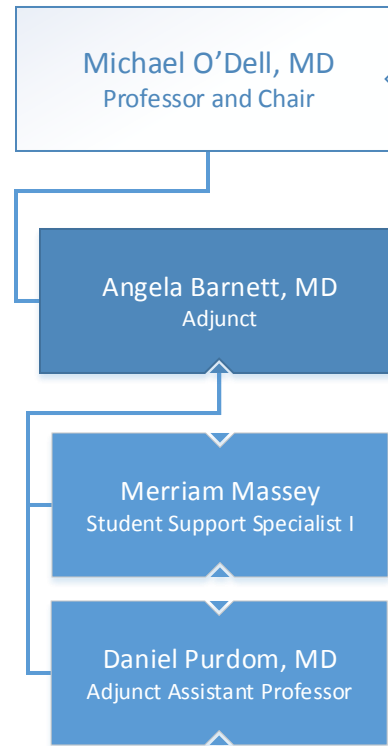 Michael O’Dell, MD
Professor and Chair
Angela Barnett, MD
Adjunct
Merriam Massey
Student Support Specialist I
Daniel Purdom, MD
Adjunct Assistant Professor